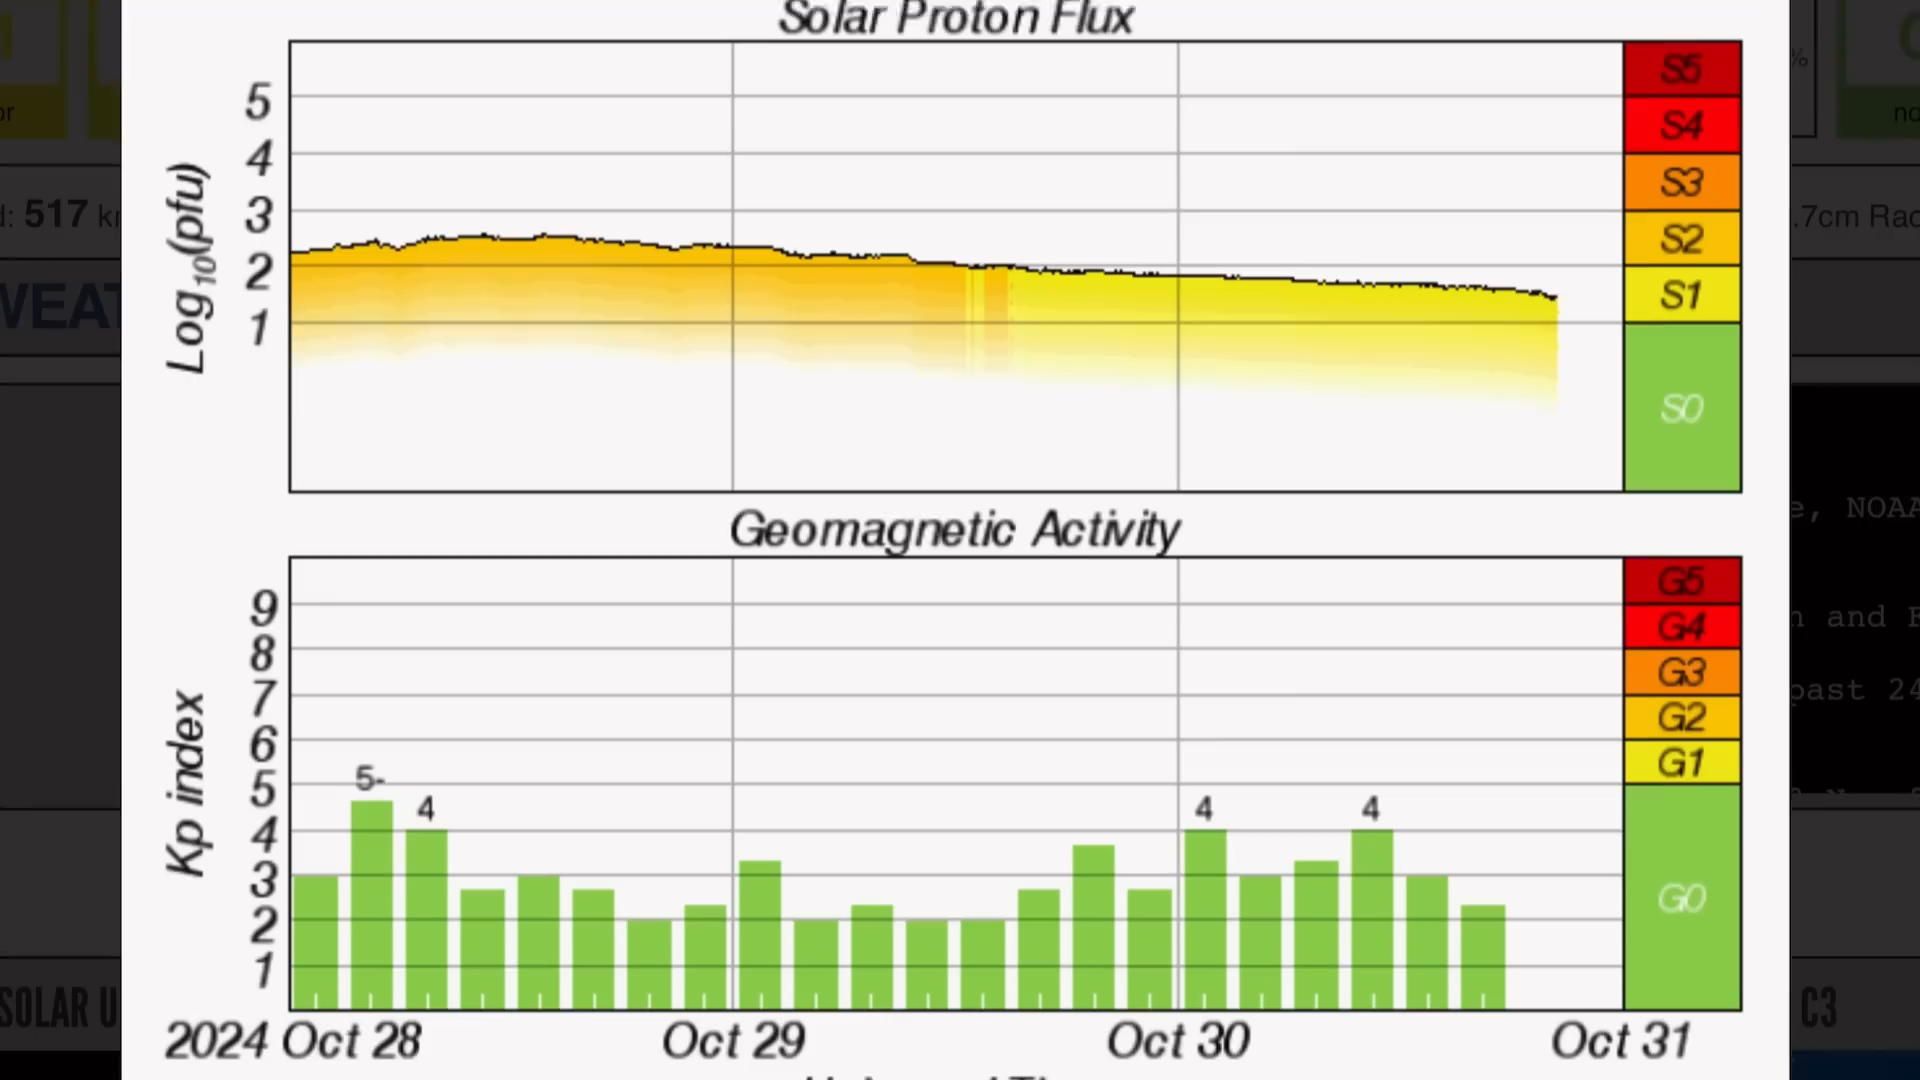 Solar Proton Flux
or
5
4
3
2
1
Log10(pfu)
S5
S4
S3
S2
S1
S0
%
d: 517
.7cm
Geomagnetic Activity
9
8
7
6
5
4
3
2
1
Kp index
5-
4
4
4
G5
G4
G3
G2
G1
G0
e, NOAA
and
past 24
SOLAR U
C3
2024 Oct 28
Oct 29
Oct 30
Oct 31